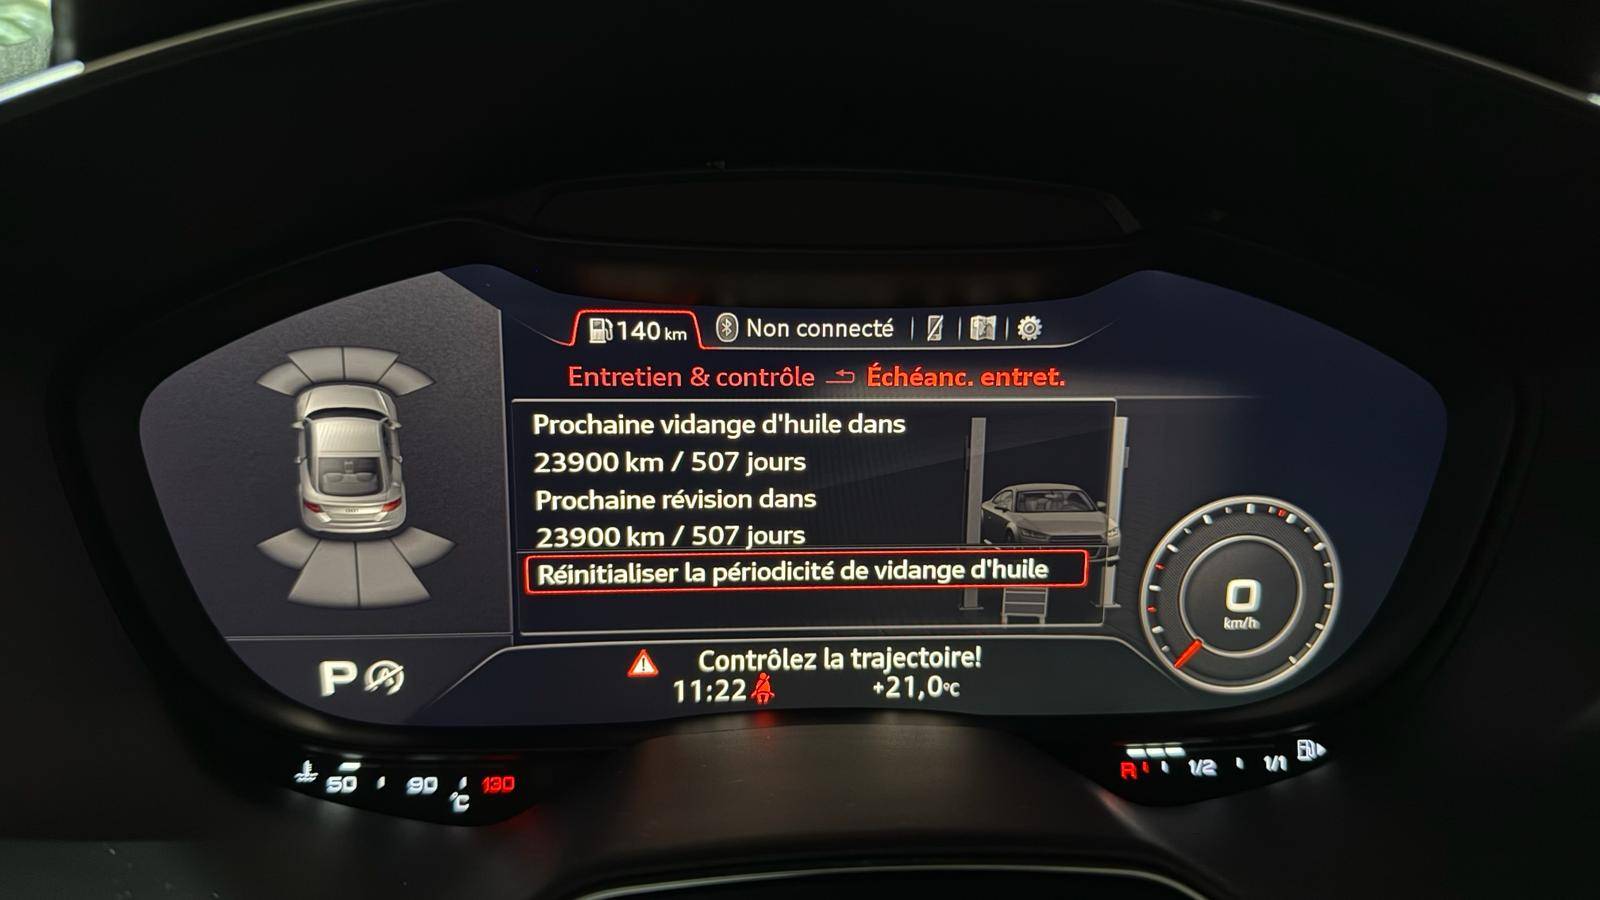 140 km Non connecté
Entretien & contrôle Échéanc. entret.
Prochaine vidange d'huile dans
23900 km / 507 jours
Prochaine révision dans
23900 km / 507 jours
Réinitialiser la périodicité de vidange d'huile
0
km/h
P A
Contrôlez la trajectoire!
11:22 +21,0°C
50 90 130
°C
R 1/2 1/1